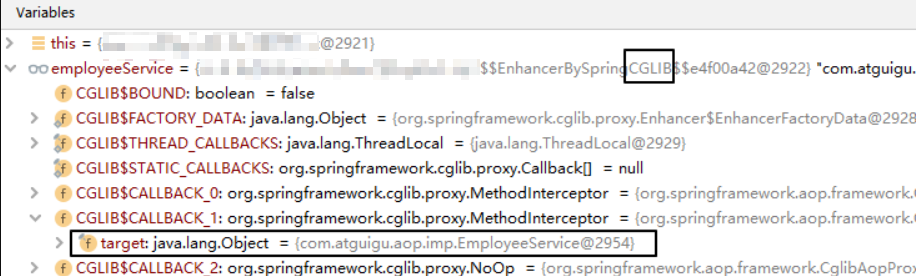 Variables
this = {@2921}
employeeService = {$$EnhancerBySpringCGLIB$$e4f00a42@2922} "com.atguigu.
CGLIB$BOUND: boolean = false
CGLIB$FACTORY_DATA: java.lang.Object = {org.springframework.cglib.proxy.Enhancer$EnhancerFactoryData@2928
CGLIB$THREAD_CALLBACKS: java.lang.ThreadLocal = {java.lang.ThreadLocal@2929}
CGLIB$STATIC_CALLBACKS: org.springframework.cglib.proxy.Callback[] = null
CGLIB$CALLBACK_0: org.springframework.cglib.proxy.MethodInterceptor = {org.springframework.aop.framework.C
CGLIB$CALLBACK_1: org.springframework.cglib.proxy.MethodInterceptor = {org.springframework.aop.framework.C
target: java.lang.Object = {com.atguigu.aop.imp.EmployeeService@2954}
CGLIB$CALLBACK_2: org.springframework.cglib.proxy.NoOp = {org.springframework.aop.framework.CglibAopProxy